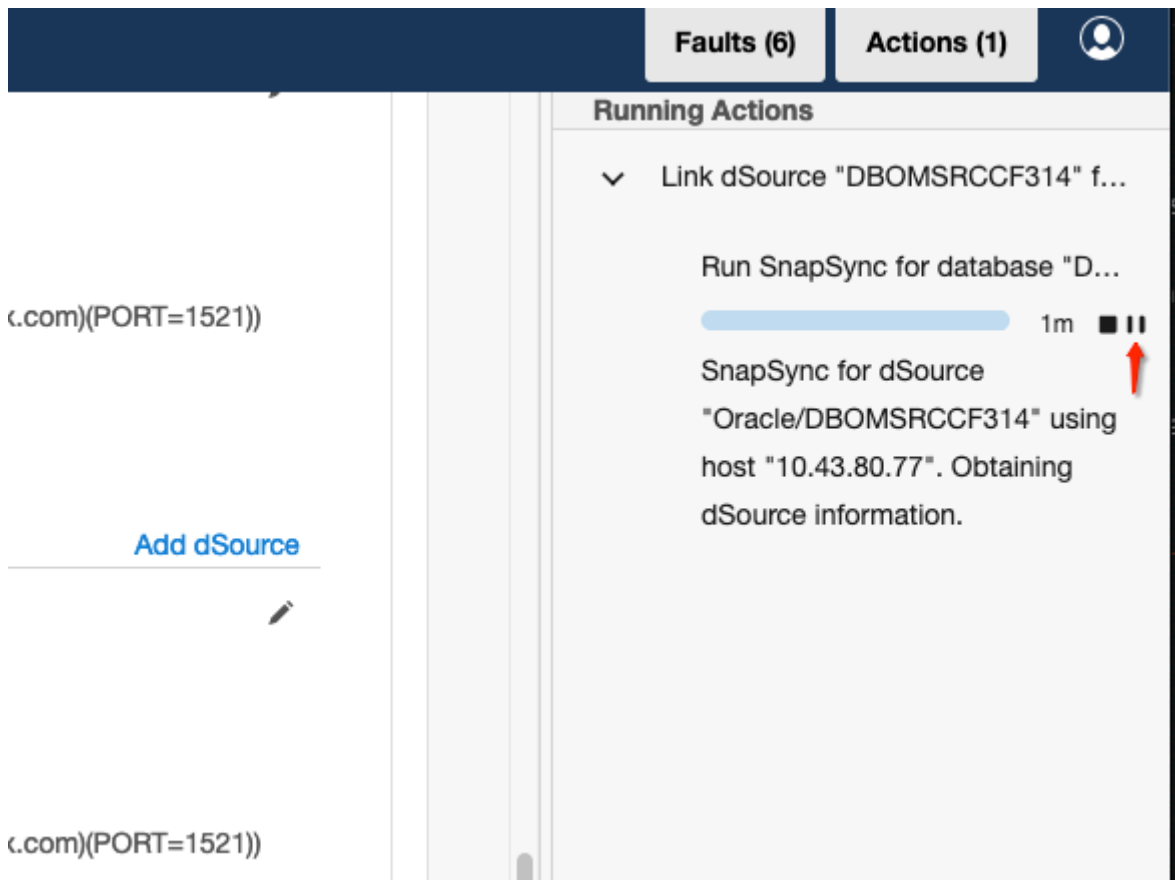 Faults (6)
Actions (1)
Running Actions
Link dSource "DBOMSRCCF314" f...
Run SnapSync for database "D...
1m
SnapSync for dSource
"Oracle/DBOMSRCCF314" using
host "10.43.80.77". Obtaining
dSource information.
.com)(PORT=1521))
Add dSource
.com)(PORT=1521))